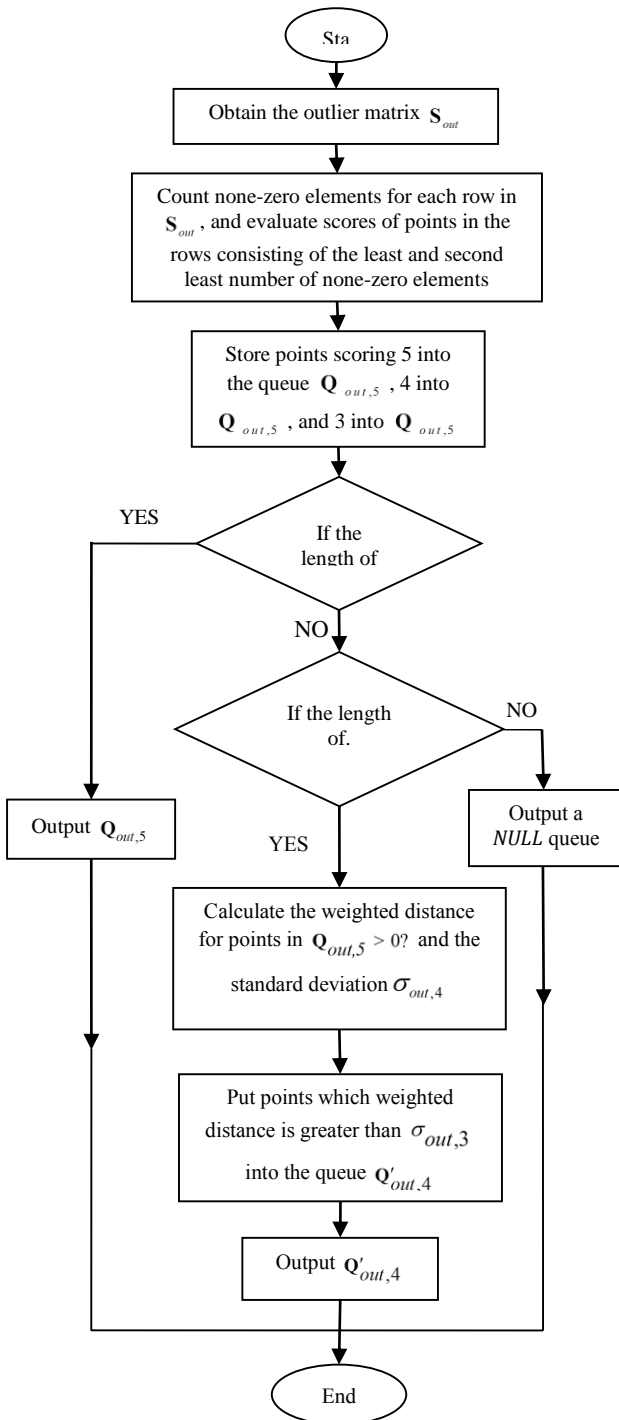 Sta
Obtain the outlier matrix S_out
Count none-zero elements for each row in
S_out , and evaluate scores of points in the
rows consisting of the least and second
least number of none-zero elements
Store points scoring 5 into
the queue Q_out,5 , 4 into
Q_out,5 , and 3 into Q_out,5
YES
If the
length of
NO
If the length
of.
NO
Output Q_out,5
YES
Output a
NULL queue
Calculate the weighted distance
for points in Q_out,5 > 0? and the
standard deviation σ_out,4
Put points which weighted
distance is greater than σ_out,3
into the queue Q′_out,4
Output Q′_out,4
End